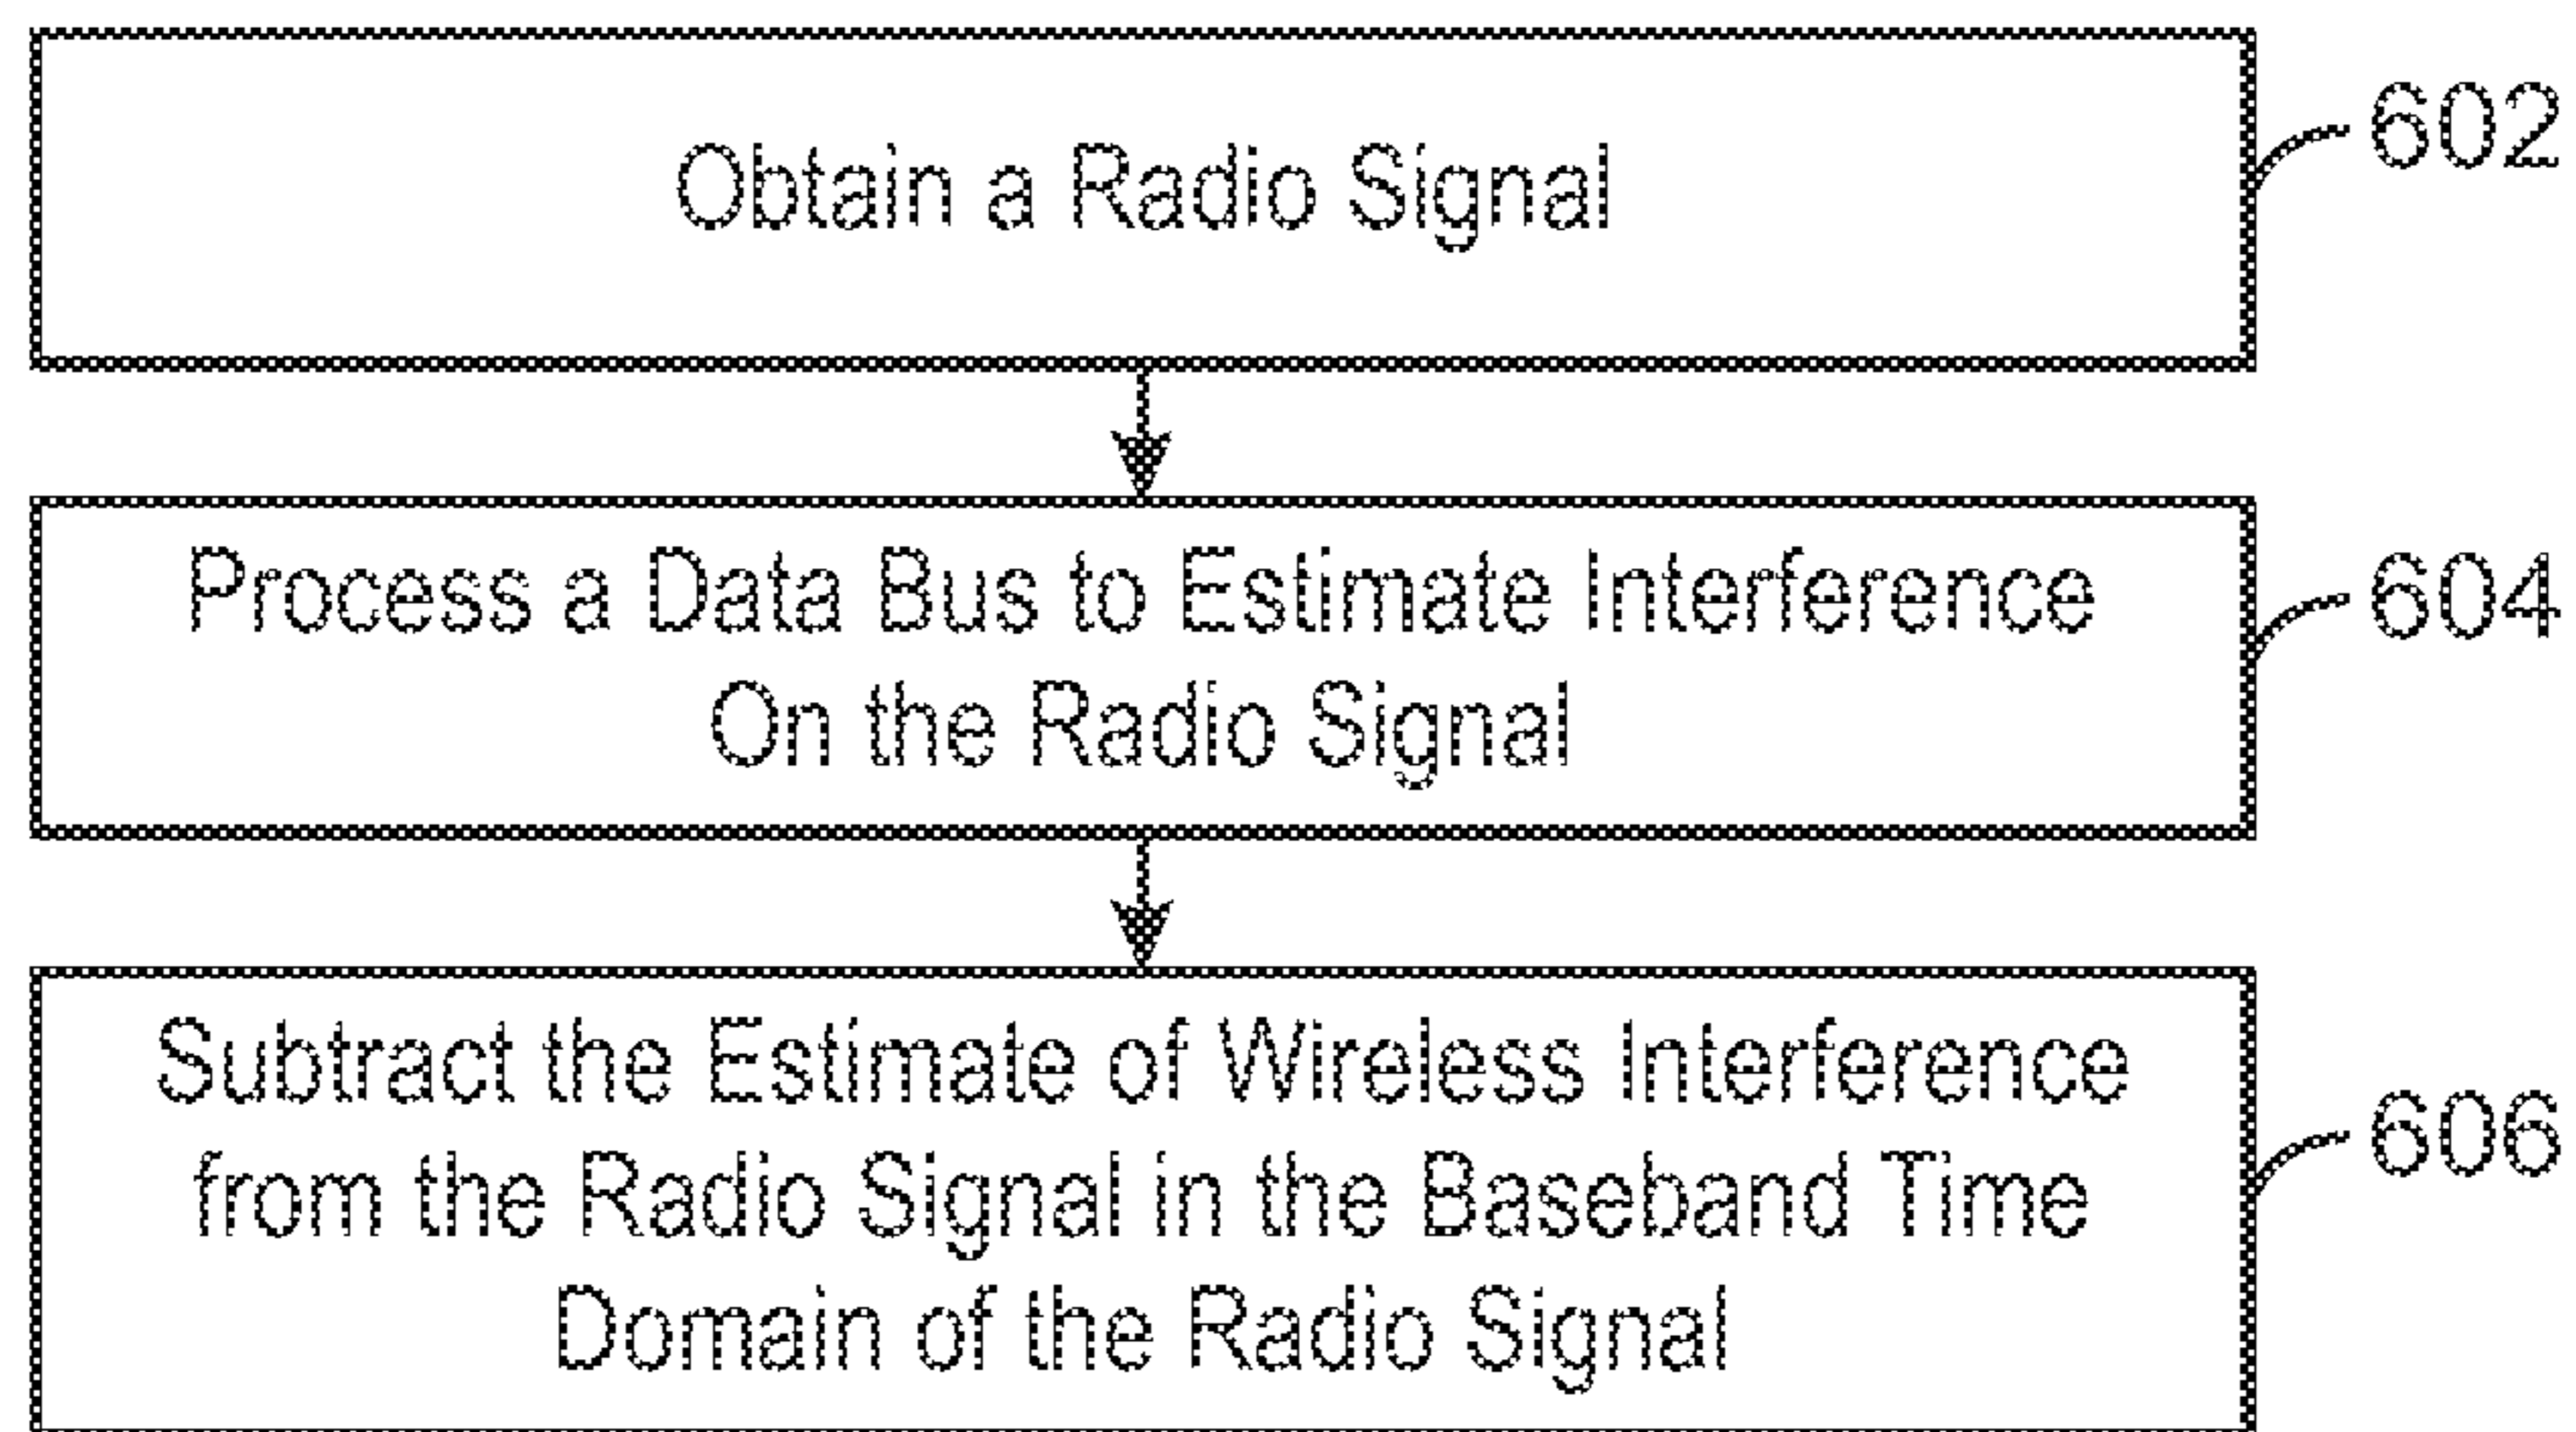 Obtain a Radio Signal
602
Process a Data Bus to Estimate Interference
On the Radio Signal
604
Subtract the Estimate of Wireless Interference
from the Radio Signal in the Baseband Time
Domain of the Radio Signal
606